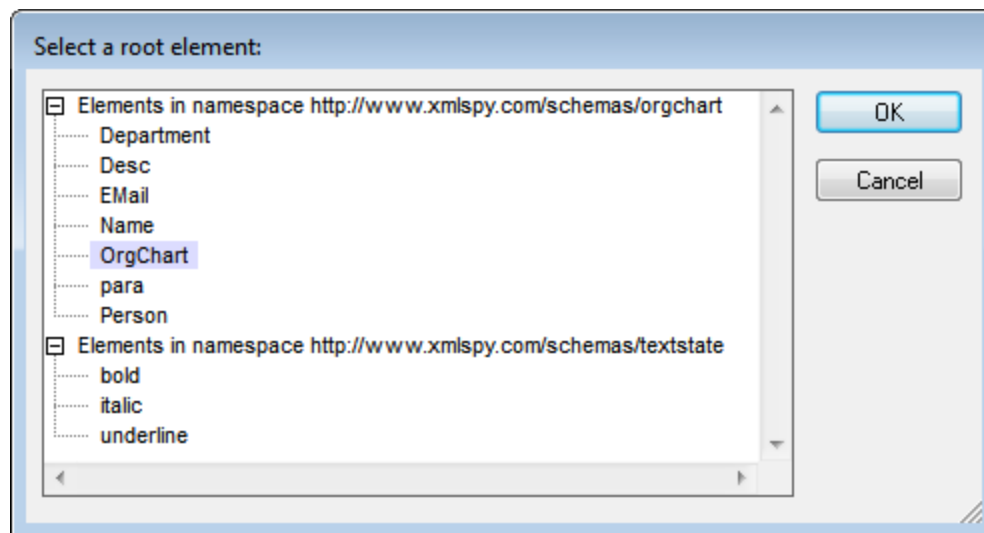 Select a root element:
Elements in namespace http://www.xmlspy.com/schemas/orgchart
OK
Department
Desc
Cancel
EMail
Name
OrgChart
para
Person
Elements in namespace http://www.xmlspy.com/schemas/textstate
bold
italic
underline